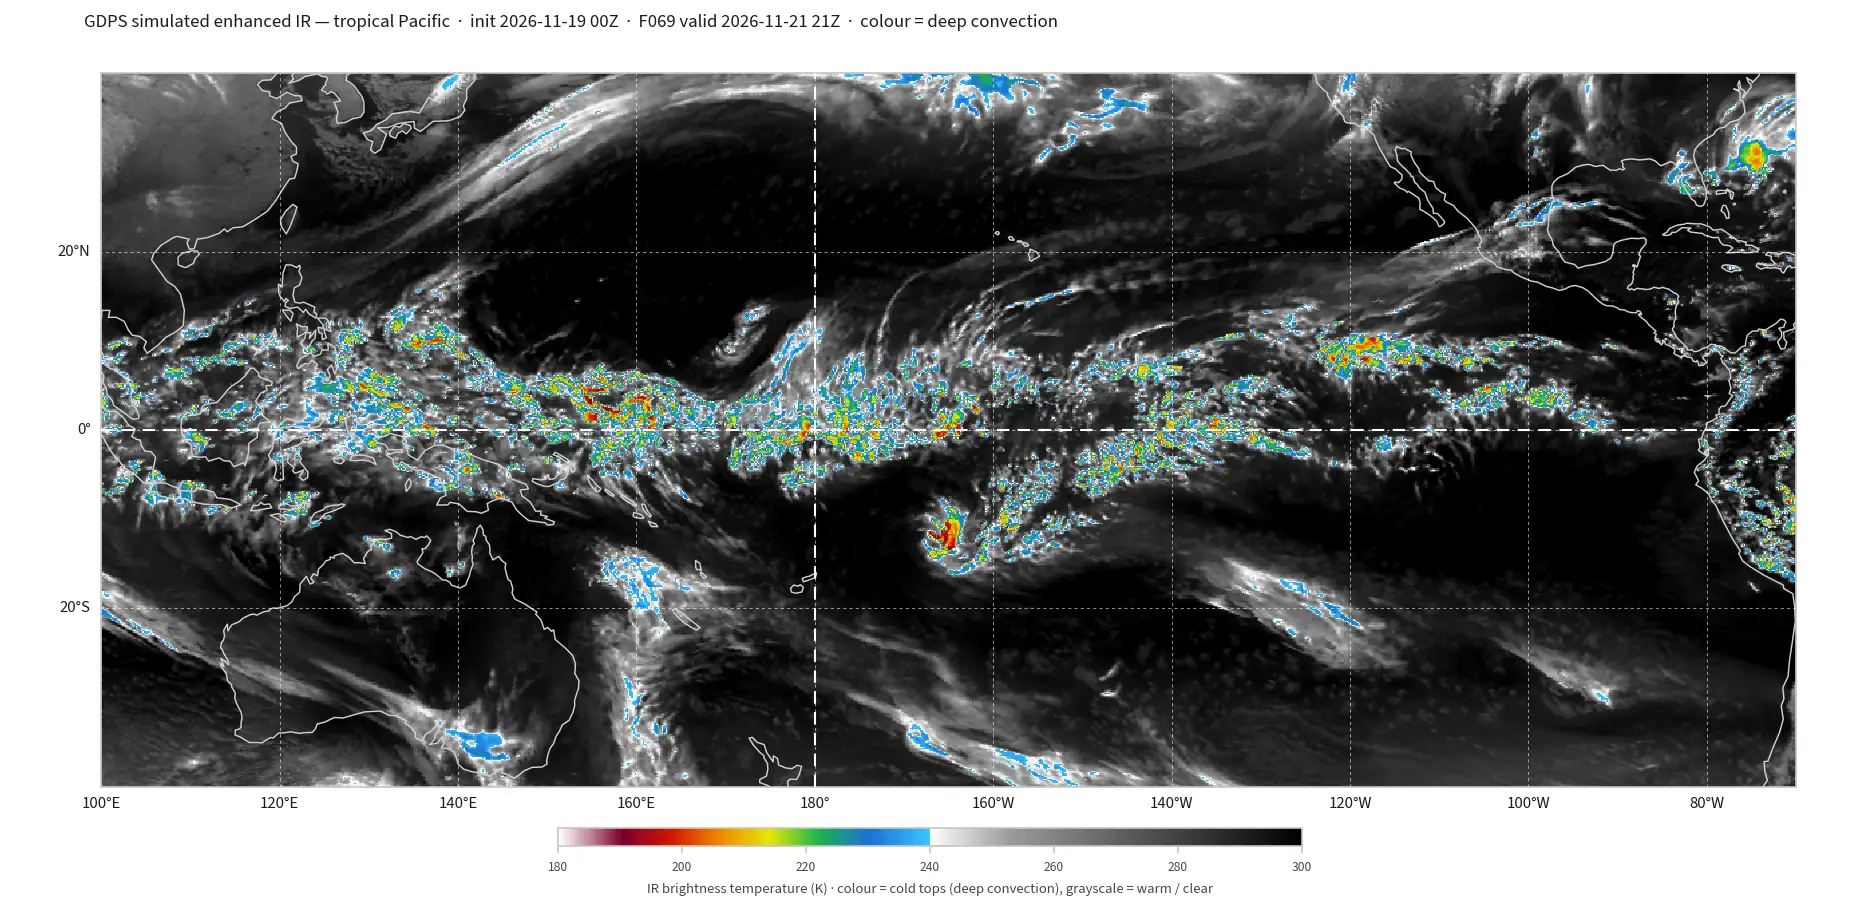 GDPS simulated enhanced IR — tropical Pacific · init 2026-11-19 00Z · F069 valid 2026-11-21 21Z · colour = deep convection
20°N
0°
20°S
100°E 120°E 140°E 160°E 180° 160°W 140°W 120°W 100°W 80°W
180 200 220 240 260 280 300
IR brightness temperature (K) · colour = cold tops (deep convection), grayscale = warm / clear